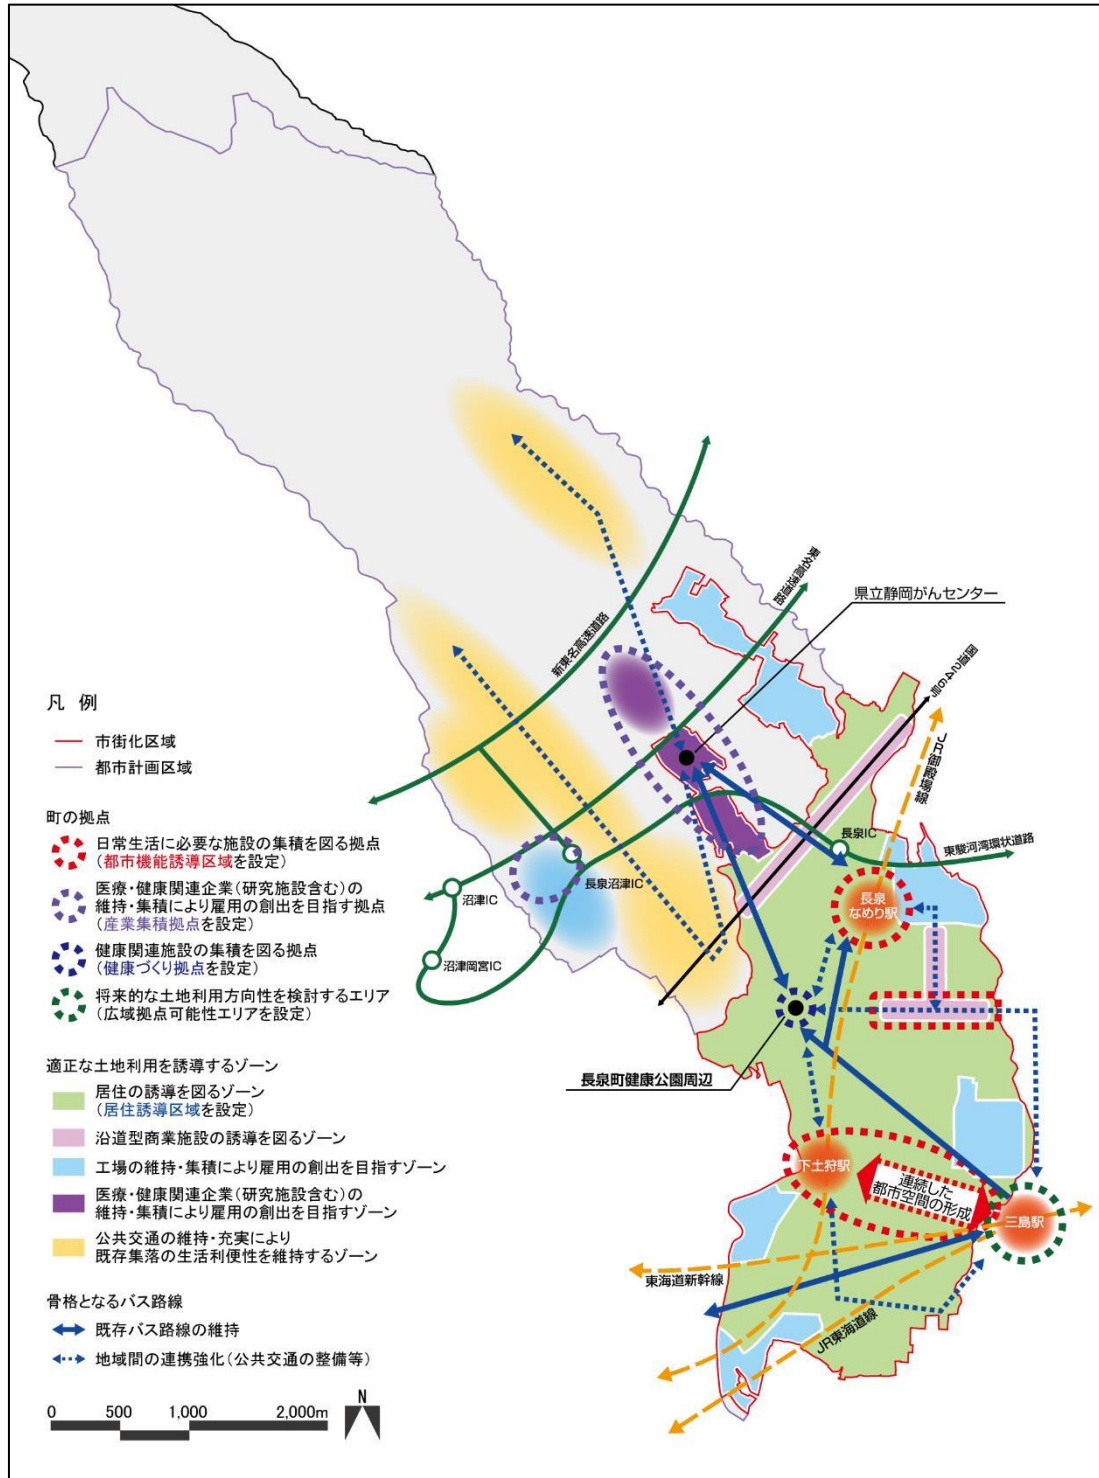 県立静岡がんセンター
東名高速道路
新東名高速道路
国道246号
JR御殿場線
長泉IC
東駿河湾環状道路
長泉沼津IC
沼津IC
沼津岡宮IC
長泉
なめり駅
長泉町健康公園周辺
下土狩駅
連続した
都市空間の形成
三島駅
東海道新幹線
JR東海道線
凡 例
市街化区域
都市計画区域
町の拠点
日常生活に必要な施設の集積を図る拠点
(都市機能誘導区域を設定)
医療・健康関連企業(研究施設含む)の
維持・集積により雇用の創出を目指す拠点
(産業集積拠点を設定)
健康関連施設の集積を図る拠点
(健康づくり拠点を設定)
将来的な土地利用方向性を検討するエリア
(広域拠点可能性エリアを設定)
適正な土地利用を誘導するゾーン
居住の誘導を図るゾーン
(居住誘導区域を設定)
沿道型商業施設の誘導を図るゾーン
工場の維持・集積により雇用の創出を目指すゾーン
医療・健康関連企業(研究施設含む)の
維持・集積により雇用の創出を目指すゾーン
公共交通の維持・充実により
既存集落の生活利便性を維持するゾーン
骨格となるバス路線
既存バス路線の維持
地域間の連携強化(公共交通の整備等)
0 500 1,000 2,000m
N